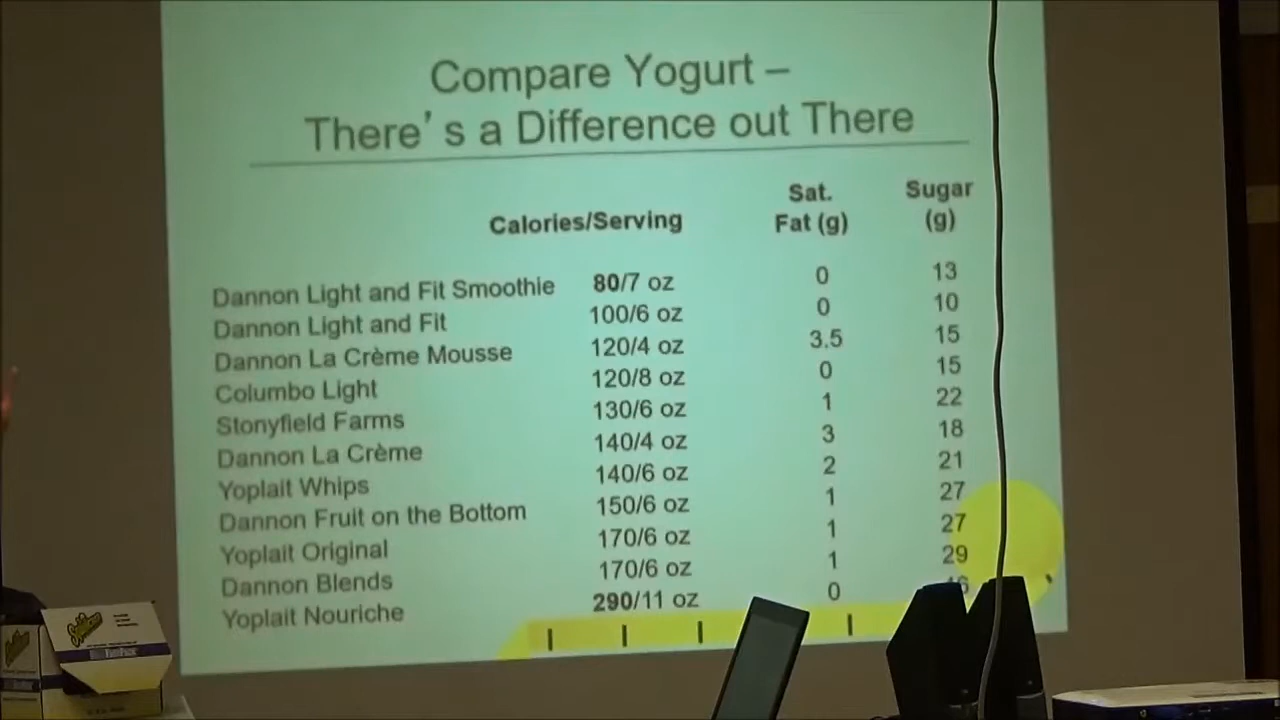 Compare Yogurt –
There's a Difference out There
Sat.
Fat (g)
Sugar
(g)
Calories/Serving
Dannon Light and Fit Smoothie 80/7 oz 0 13
Dannon Light and Fit 100/6 oz 0 10
Dannon La Crème Mousse 120/4 oz 3.5 15
Columbo Light 120/8 oz 0 15
Stonyfield Farms 130/6 oz 1 22
Dannon La Crème 140/4 oz 3 18
Yoplait Whips 140/6 oz 2 21
Dannon Fruit on the Bottom 150/6 oz 1 27
Yoplait Original 170/6 oz 1 27
Dannon Blends 170/6 oz 1 29
Yoplait Nouriche 290/11 oz 0